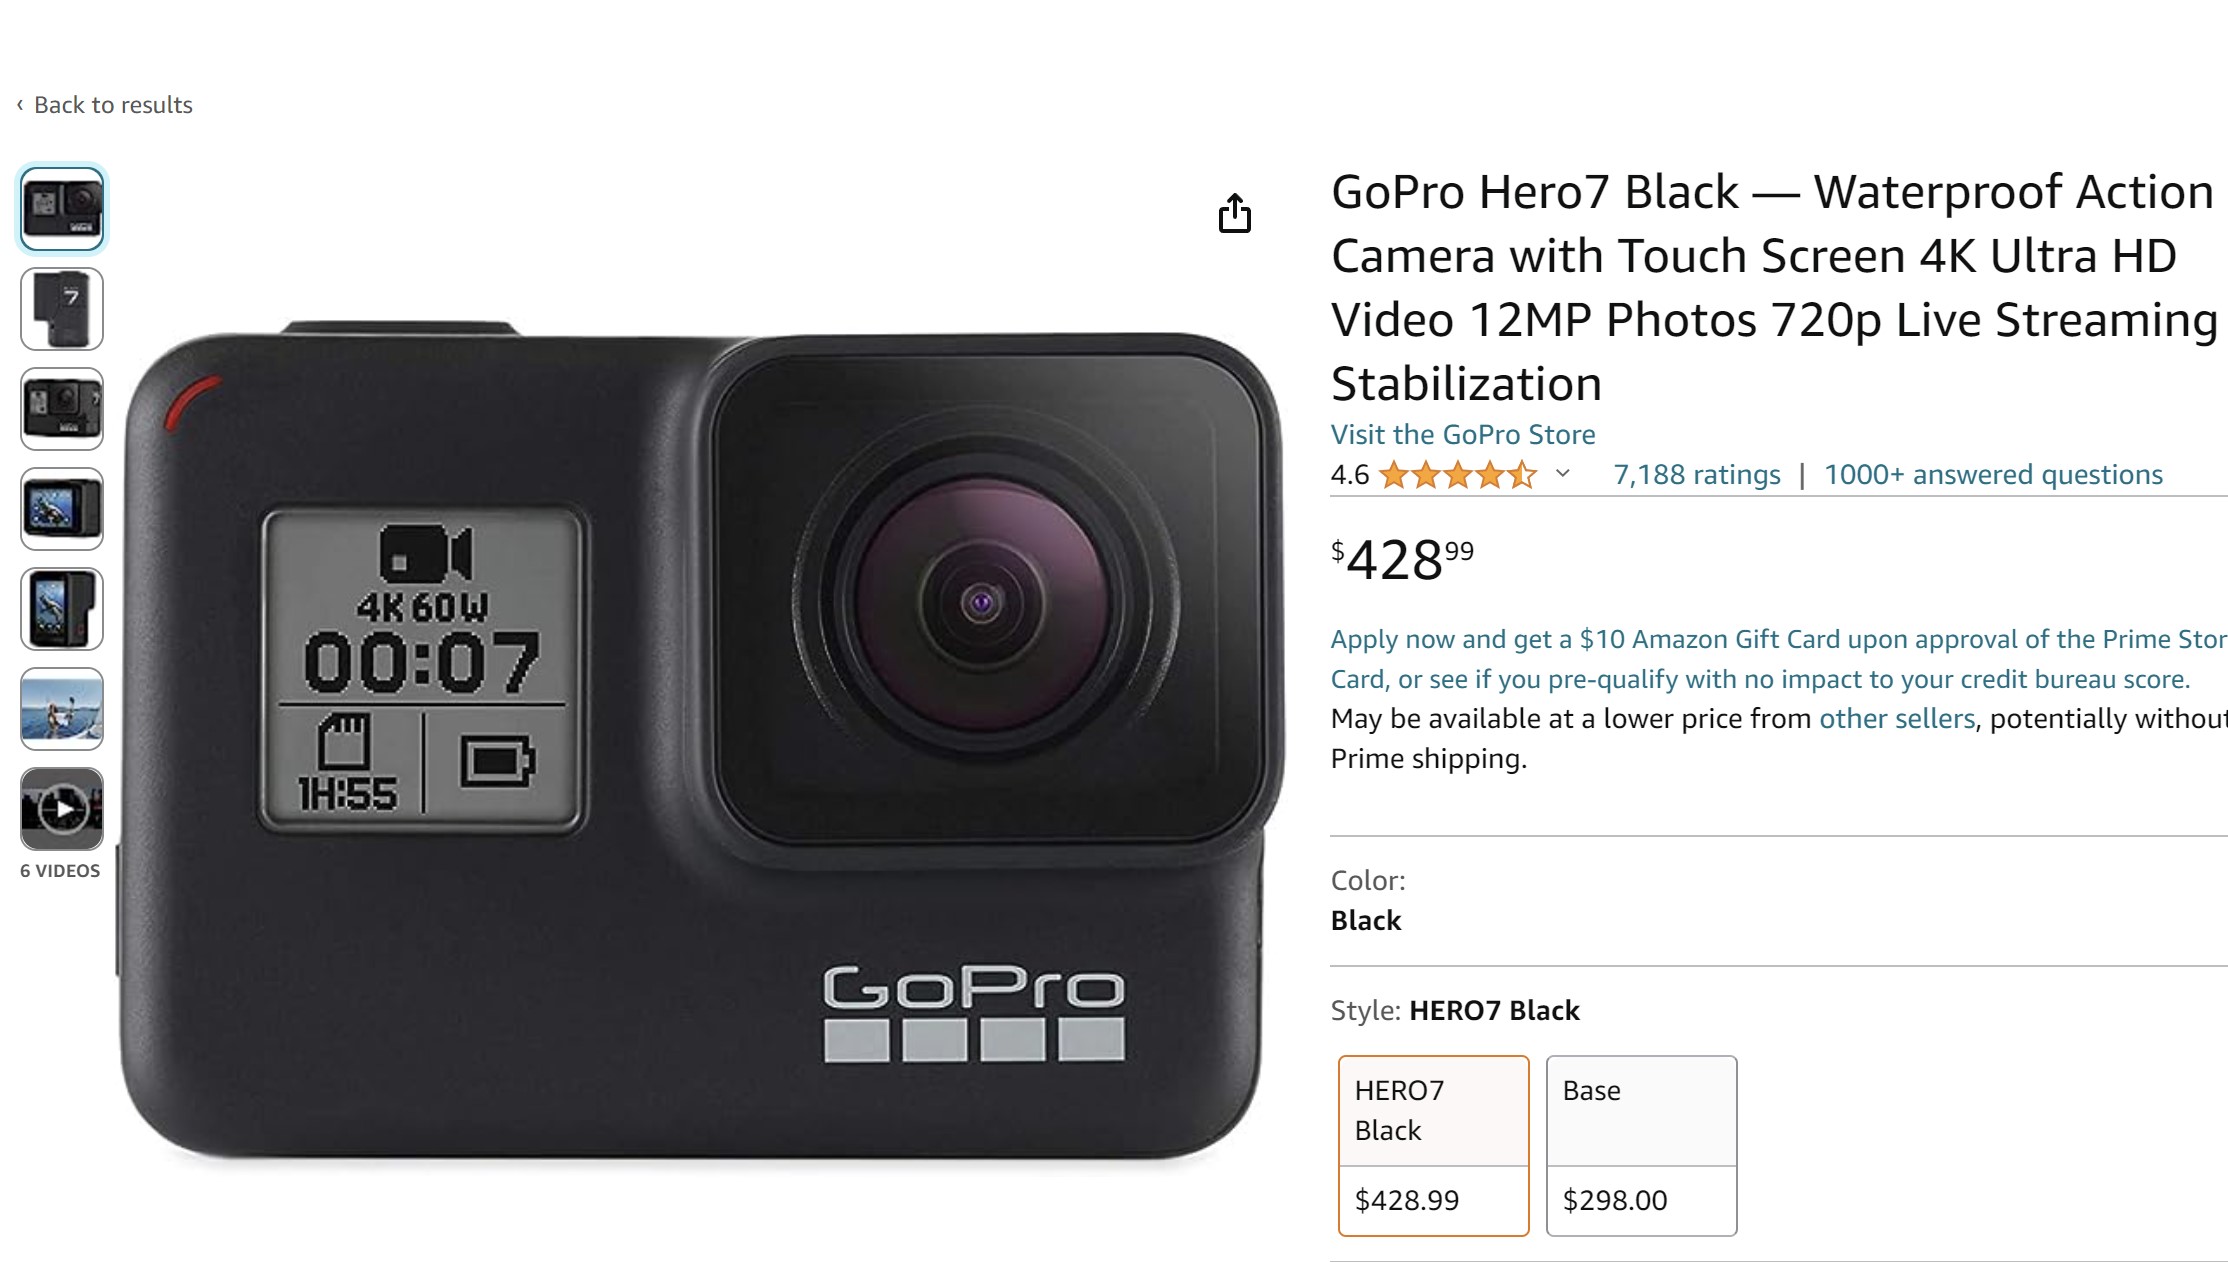 ‹ Back to results
7
6 VIDEOS
4K 60W
00:07
1H:55
GoPro
GoPro Hero7 Black — Waterproof Action
Camera with Touch Screen 4K Ultra HD
Video 12MP Photos 720p Live Streaming
Stabilization
Visit the GoPro Store
4.6 7,188 ratings | 1000+ answered questions
$428 99
Apply now and get a $10 Amazon Gift Card upon approval of the Prime Stor
Card, or see if you pre-qualify with no impact to your credit bureau score.
May be available at a lower price from other sellers, potentially without
Prime shipping.
Color:
Black
Style: HERO7 Black
HERO7
Black
$428.99
Base
$298.00